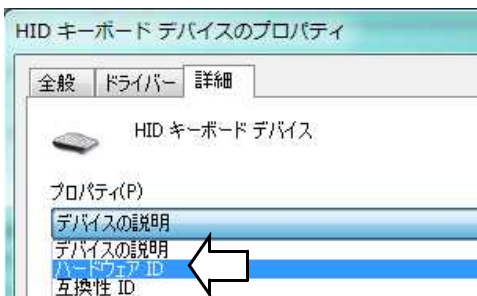 HID キーボード デバイスのプロパティ
全般 ドライバー 詳細
HID キーボード デバイス
プロパティ(P)
デバイスの説明
デバイスの説明
ハードウェア ID
互換性 ID